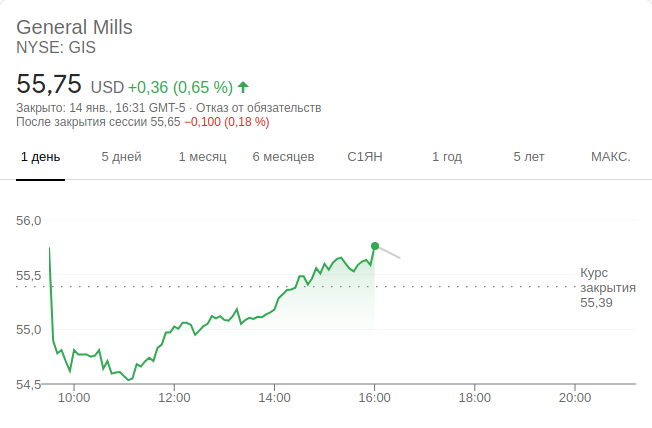 General Mills
NYSE: GIS
55,75 USD +0,36 (0,65 %)
Закрыто: 14 янв., 16:31 GMT-5 · Отказ от обязательств
После закрытия сессии 55,65 −0,100 (0,18 %)
1 день 5 дней 1 месяц 6 месяцев С1ЯН 1 год 5 лет МАКС.
56,0
55,5
55,0
54,5
Курс
закрытия
55,39
10:00 12:00 14:00 16:00 18:00 20:00